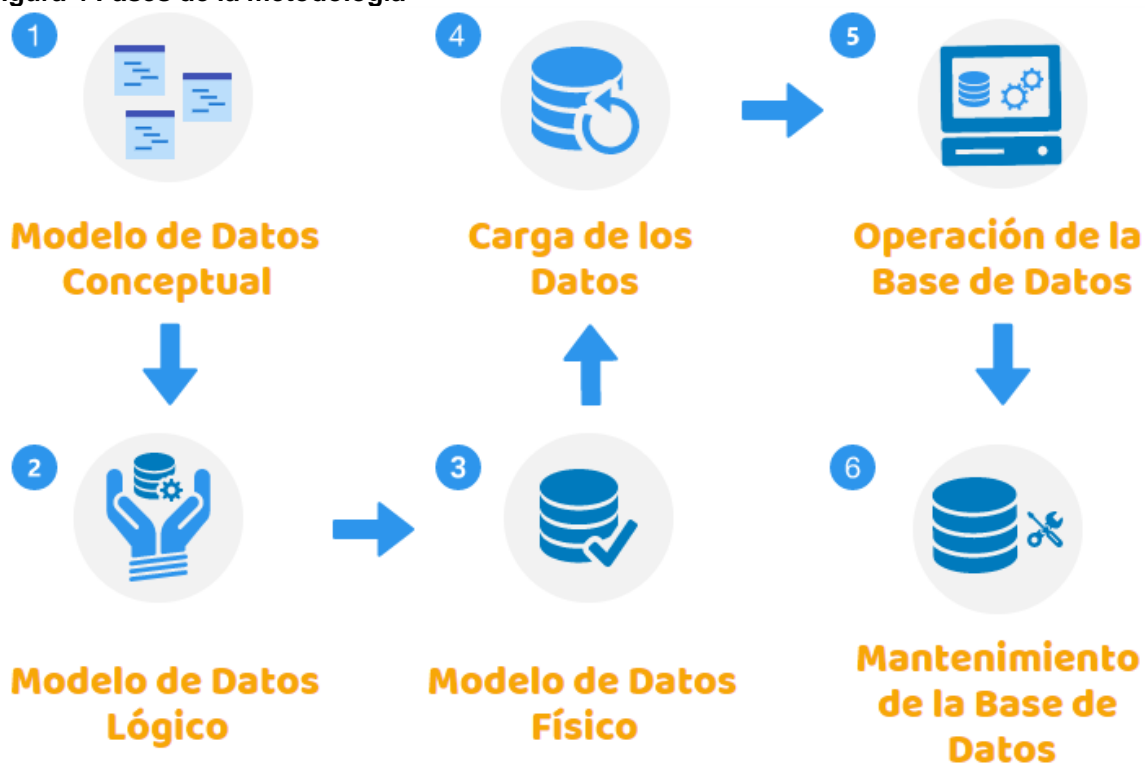 1
Modelo de Datos
Conceptual
2
Modelo de Datos
Lógico
3
Modelo de Datos
Físico
4
Carga de los
Datos
5
Operación de la
Base de Datos
6
Mantenimiento
de la Base de
Datos